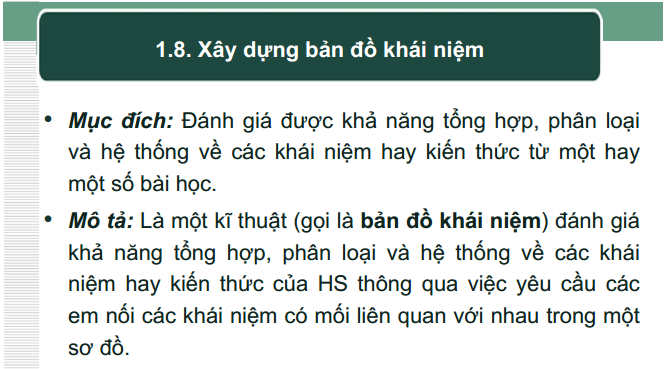 1.8. Xây dựng bản đồ khái niệm
• Mục đích: Đánh giá được khả năng tổng hợp, phân loại
và hệ thống về các khái niệm hay kiến thức từ một hay
một số bài học.
• Mô tả: Là một kĩ thuật (gọi là bản đồ khái niệm) đánh giá
khả năng tổng hợp, phân loại và hệ thống về các khái
niệm hay kiến thức của HS thông qua việc yêu cầu các
em nối các khái niệm có mối liên quan với nhau trong một
sơ đồ.